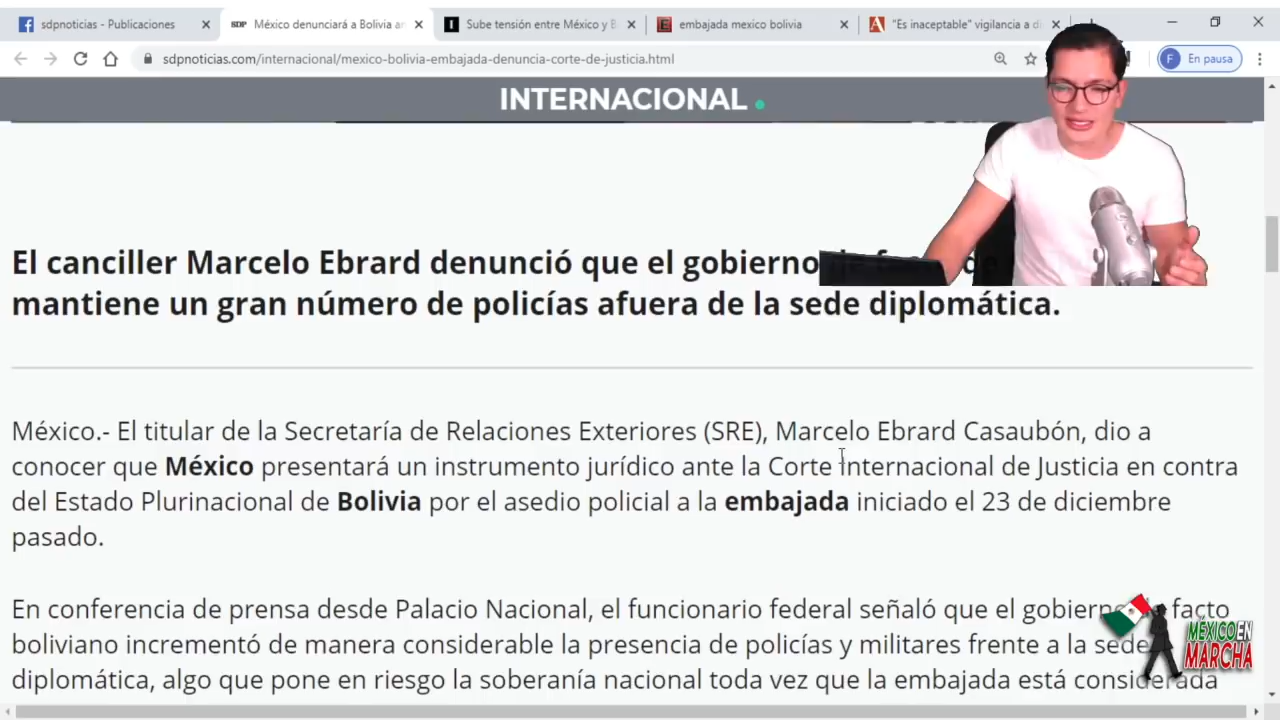 sdpnoticias - Publicaciones
SDP México denunciará a Bolivia an
Sube tensión entre México y B
embajada mexico bolivia
"Es inaceptable" vigilancia a di
sdpnoticias.com/internacional/mexico-bolivia-embajada-denuncia-corte-de-justicia.html
F En pausa
INTERNACIONAL.
El canciller Marcelo Ebrard denunció que el gobierno de
mantiene un gran número de policías afuera de la sede diplomática.
México.- El titular de la Secretaría de Relaciones Exteriores (SRE), Marcelo Ebrard Casaubón, dio a
conocer que México presentará un instrumento jurídico ante la Corte Internacional de Justicia en contra
del Estado Plurinacional de Bolivia por el asedio policial a la embajada iniciado el 23 de diciembre
pasado.
En conferencia de prensa desde Palacio Nacional, el funcionario federal señaló que el gobierno de facto
boliviano incrementó de manera considerable la presencia de policías y militares frente a la sede
diplomática, algo que pone en riesgo la soberanía nacional toda vez que la embajada está considerada
MÉXICO EN
MARCHA